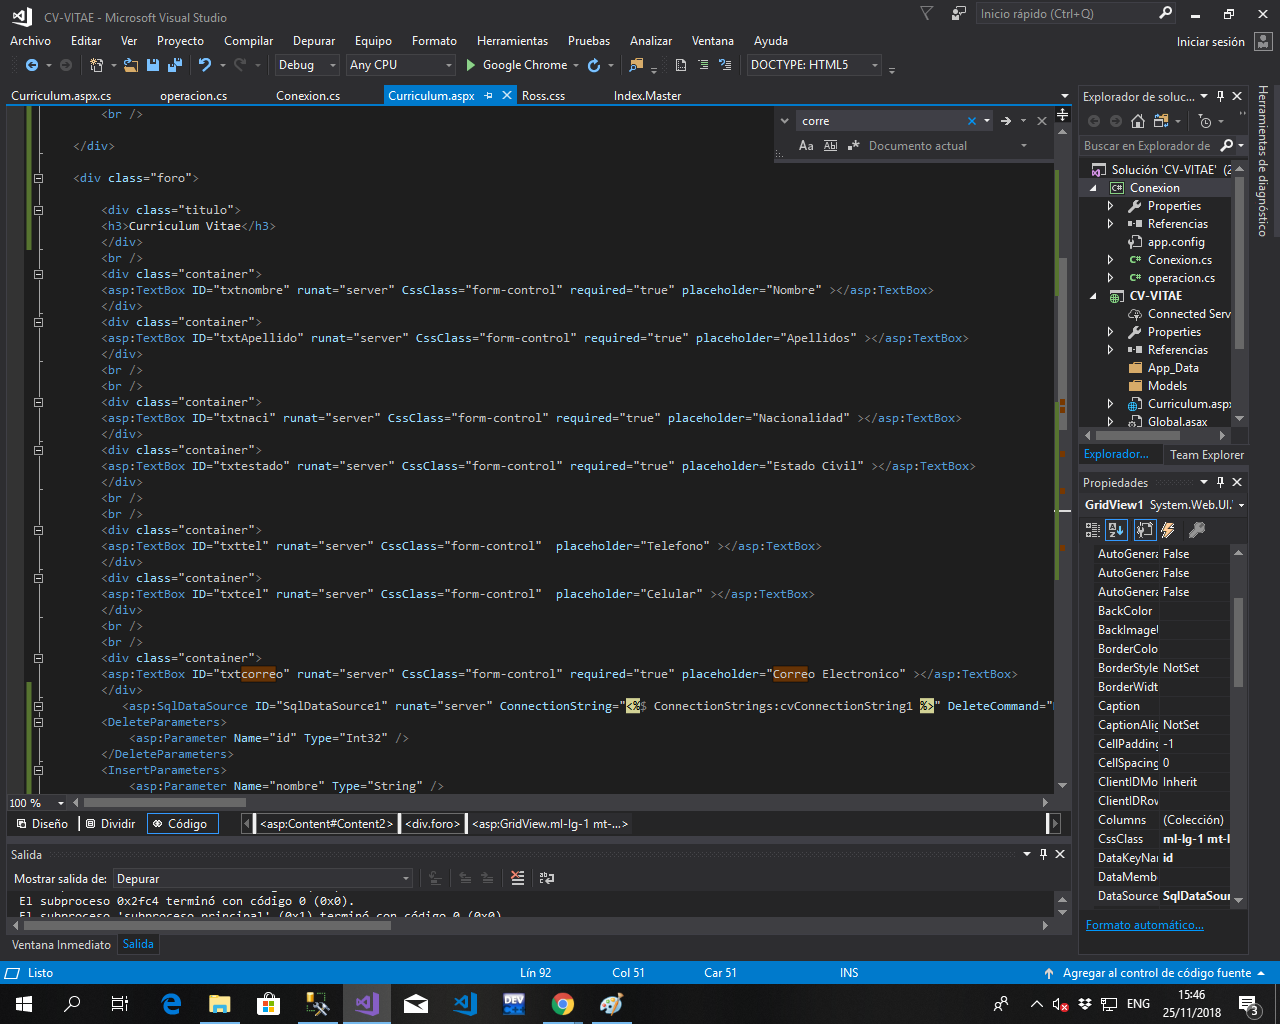 CV-VITAE - Microsoft Visual Studio
Inicio rápido (Ctrl+Q)
Archivo Editar Ver Proyecto Compilar Depurar Equipo Formato Herramientas Pruebas Analizar Ventana Ayuda
Iniciar sesión
Debug Any CPU Google Chrome DOCTYPE: HTML5
Curriculum.aspx.cs operacion.cs Conexion.cs Curriculum.aspx Ross.css Index.Master
corre
Aa Ab Documento actual
<br />
</div>
<div class="foro">
<div class="titulo">
<h3>Curriculum Vitae</h3>
</div>
<br />
<div class="container">
<asp:TextBox ID="txtnombre" runat="server" CssClass="form-control" required="true" placeholder="Nombre" ></asp:TextBox>
</div>
<div class="container">
<asp:TextBox ID="txtApellido" runat="server" CssClass="form-control" required="true" placeholder="Apellidos" ></asp:TextBox>
</div>
<br />
<br />
<div class="container">
<asp:TextBox ID="txtnaci" runat="server" CssClass="form-control" required="true" placeholder="Nacionalidad" ></asp:TextBox>
</div>
<div class="container">
<asp:TextBox ID="txtestado" runat="server" CssClass="form-control" required="true" placeholder="Estado Civil" ></asp:TextBox>
</div>
<br />
<br />
<div class="container">
<asp:TextBox ID="txttel" runat="server" CssClass="form-control"  placeholder="Telefono" ></asp:TextBox>
</div>
<div class="container">
<asp:TextBox ID="txtcel" runat="server" CssClass="form-control"  placeholder="Celular" ></asp:TextBox>
</div>
<br />
<br />
<div class="container">
<asp:TextBox ID="txtcorreo" runat="server" CssClass="form-control" required="true" placeholder="Correo Electronico" ></asp:TextBox>
</div>
<asp:SqlDataSource ID="SqlDataSource1" runat="server" ConnectionString="<%$ ConnectionStrings:cvConnectionString1 %>" DeleteCommand="
<DeleteParameters>
<asp:Parameter Name="id" Type="Int32" />
</DeleteParameters>
<InsertParameters>
<asp:Parameter Name="nombre" Type="String" />
100 %
Diseño Dividir Código <asp:Content#Content2> <div.foro> <asp:GridView.ml-lg-1 mt-...>
Salida
Mostrar salida de: Depurar
El subproceso 0x2fc4 terminó con código 0 (0x0).
El subproceso 'subproceso principal' (0x1) terminó con código 0 (0x0).
Ventana Inmediato Salida
Explorador de soluc...
Buscar en Explorador de
Solución 'CV-VITAE' (2
Conexion
Properties
Referencias
app.config
Conexion.cs
operacion.cs
CV-VITAE
Connected Serv
Properties
Referencias
App_Data
Models
Curriculum.aspx
Global.asax
Explorador... Team Explorer
Herramientas de diagnóstico
Propiedades
GridView1 System.Web.UI.
AutoGenera False
AutoGenera False
AutoGenera False
BackColor
BackImageU
BorderColo
BorderStyle NotSet
BorderWidt
Caption
CaptionAlig NotSet
CellPadding -1
CellSpacing 0
ClientIDMo Inherit
ClientIDRow
Columns (Colección)
CssClass ml-lg-1 mt-l
DataKeyNam id
DataMemb
DataSource SqlDataSour
Formato automático...
Listo Lín 92 Col 51 Car 51 INS Agregar al control de código fuente
DEV
ENG 15:46
25/11/2018
3